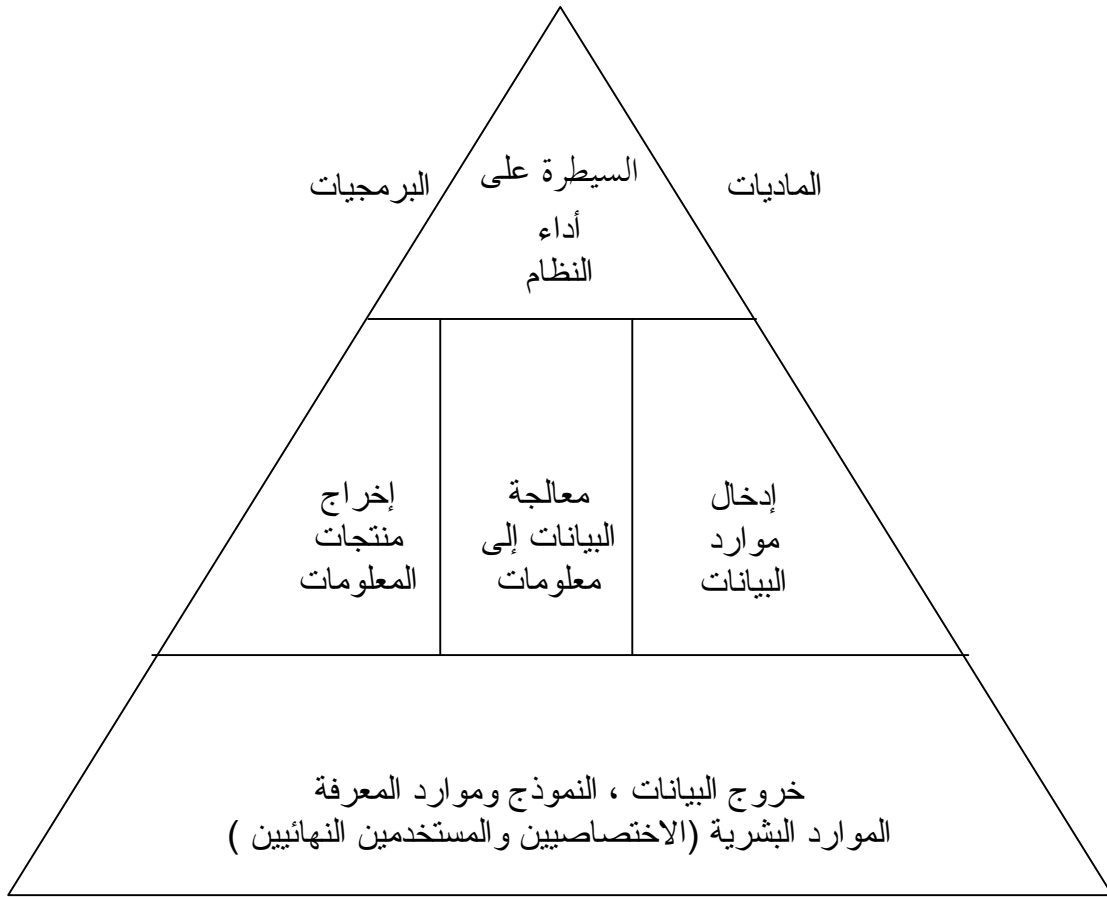 الماديات
السيطرة على
أداء
النظام
البرمجيات
إدخال
موارد
البيانات
معالجة
البيانات إلى
معلومات
إخراج
منتجات
المعلومات
خروج البيانات ، النموذج وموارد المعرفة
الموارد البشرية (الاختصاصيين والمستخدمين النهائيين )